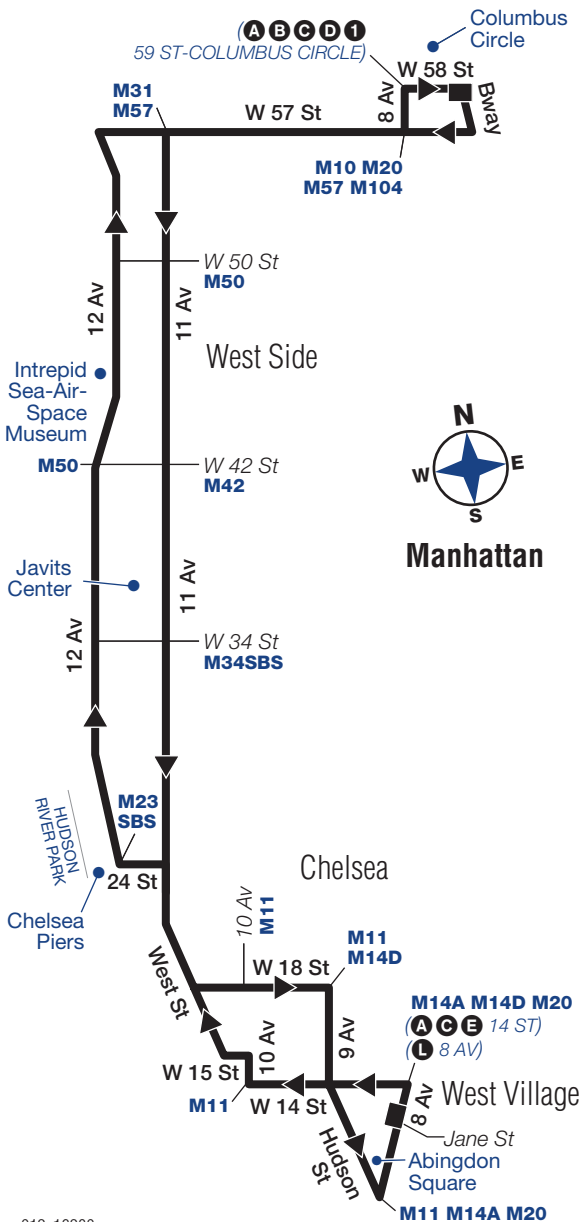 Columbus
Circle
(A B C D 1
59 ST-COLUMBUS CIRCLE)
W 58 St
8 Av
Bway
M31
M57
W 57 St
M10 M20
M57 M104
W 50 St
M50
12 Av
11 Av
West Side
Intrepid
Sea-Air-
Space
Museum
N
W
E
S
M50
W 42 St
M42
Manhattan
Javits
Center
11 Av
12 Av
W 34 St
M34SBS
M23
SBS
HUDSON
RIVER PARK
24 St
Chelsea
Piers
Chelsea
10 Av
M11
M11
M14D
West St
W 18 St
M14A M14D M20
(A C E 14 ST)
(L 8 AV)
10 Av
9 Av
W 15 St
8 Av
West Village
M11
W 14 St
Jane St
Hudson
St
Abingdon
Square
M11 M14A M20